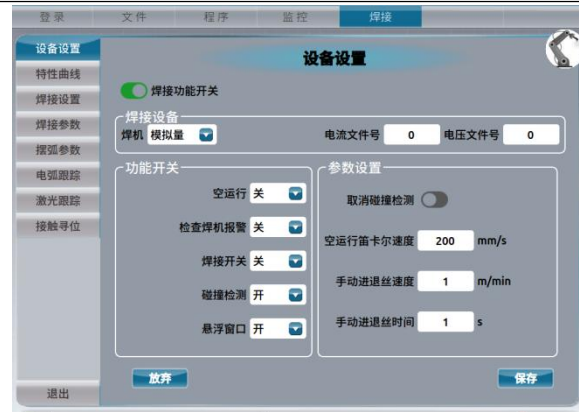 登录 文件 程序 监控 焊接
设备设置
特性曲线
焊接设置
焊接参数
摆弧参数
电弧跟踪
激光跟踪
接触寻位
退出
设备设置
焊接功能开关
焊接设备
焊机 模拟量 电流文件号 0 电压文件号 0
功能开关
空运行 关
检查焊机报警 关
焊接开关 关
碰撞检测 开
悬浮窗口 开
参数设置
取消碰撞检测
空运行笛卡尔速度 200 mm/s
手动进退丝速度 1 m/min
手动进退丝时间 1 s
放弃 保存